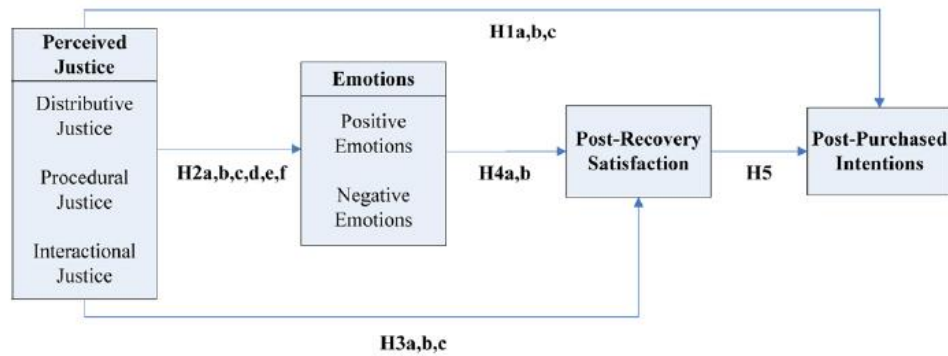 H1a,b,c
Perceived
Justice
Distributive
Justice
Procedural
Justice
Interactional
Justice
H2a,b,c,d,e,f
Emotions
Positive
Emotions
Negative
Emotions
H4a,b
Post-Recovery
Satisfaction
H5
Post-Purchased
Intentions
H3a,b,c